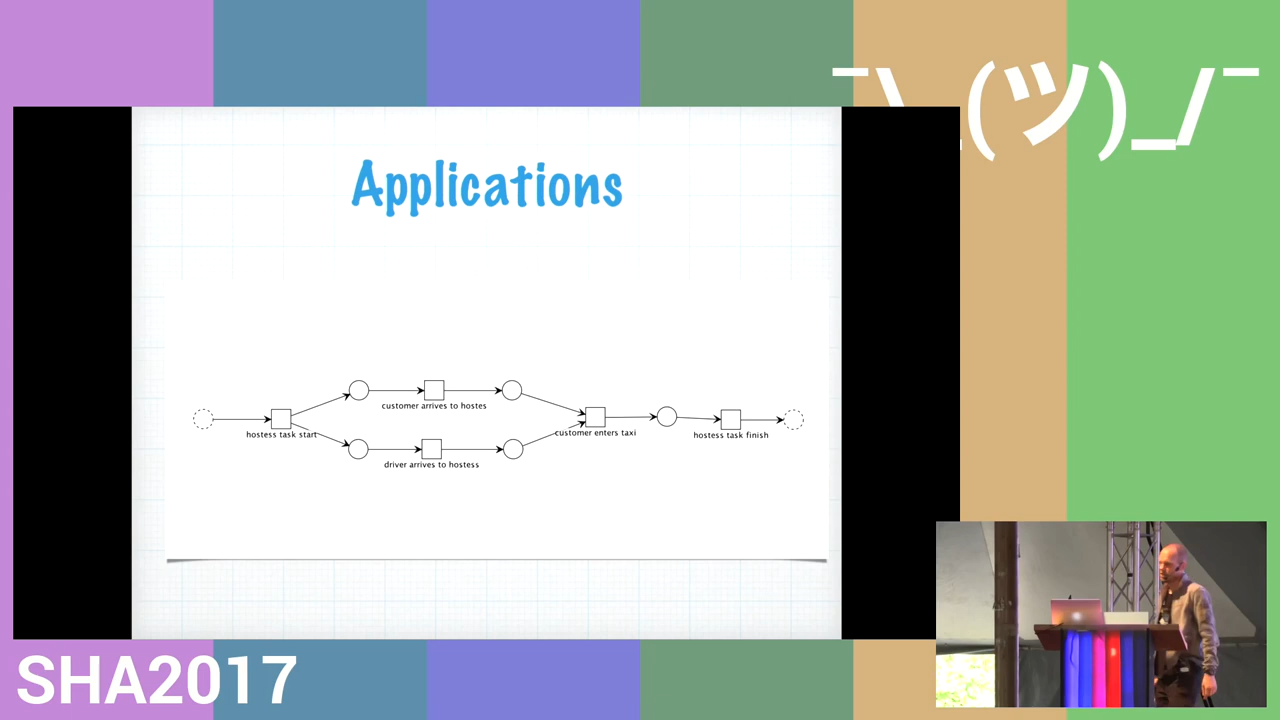 ¯\_(ツ)_/¯
Applications
customer arrives to hostes
hostess task start
customer enters taxi
hostess task finish
driver arrives to hostess
SHA2017